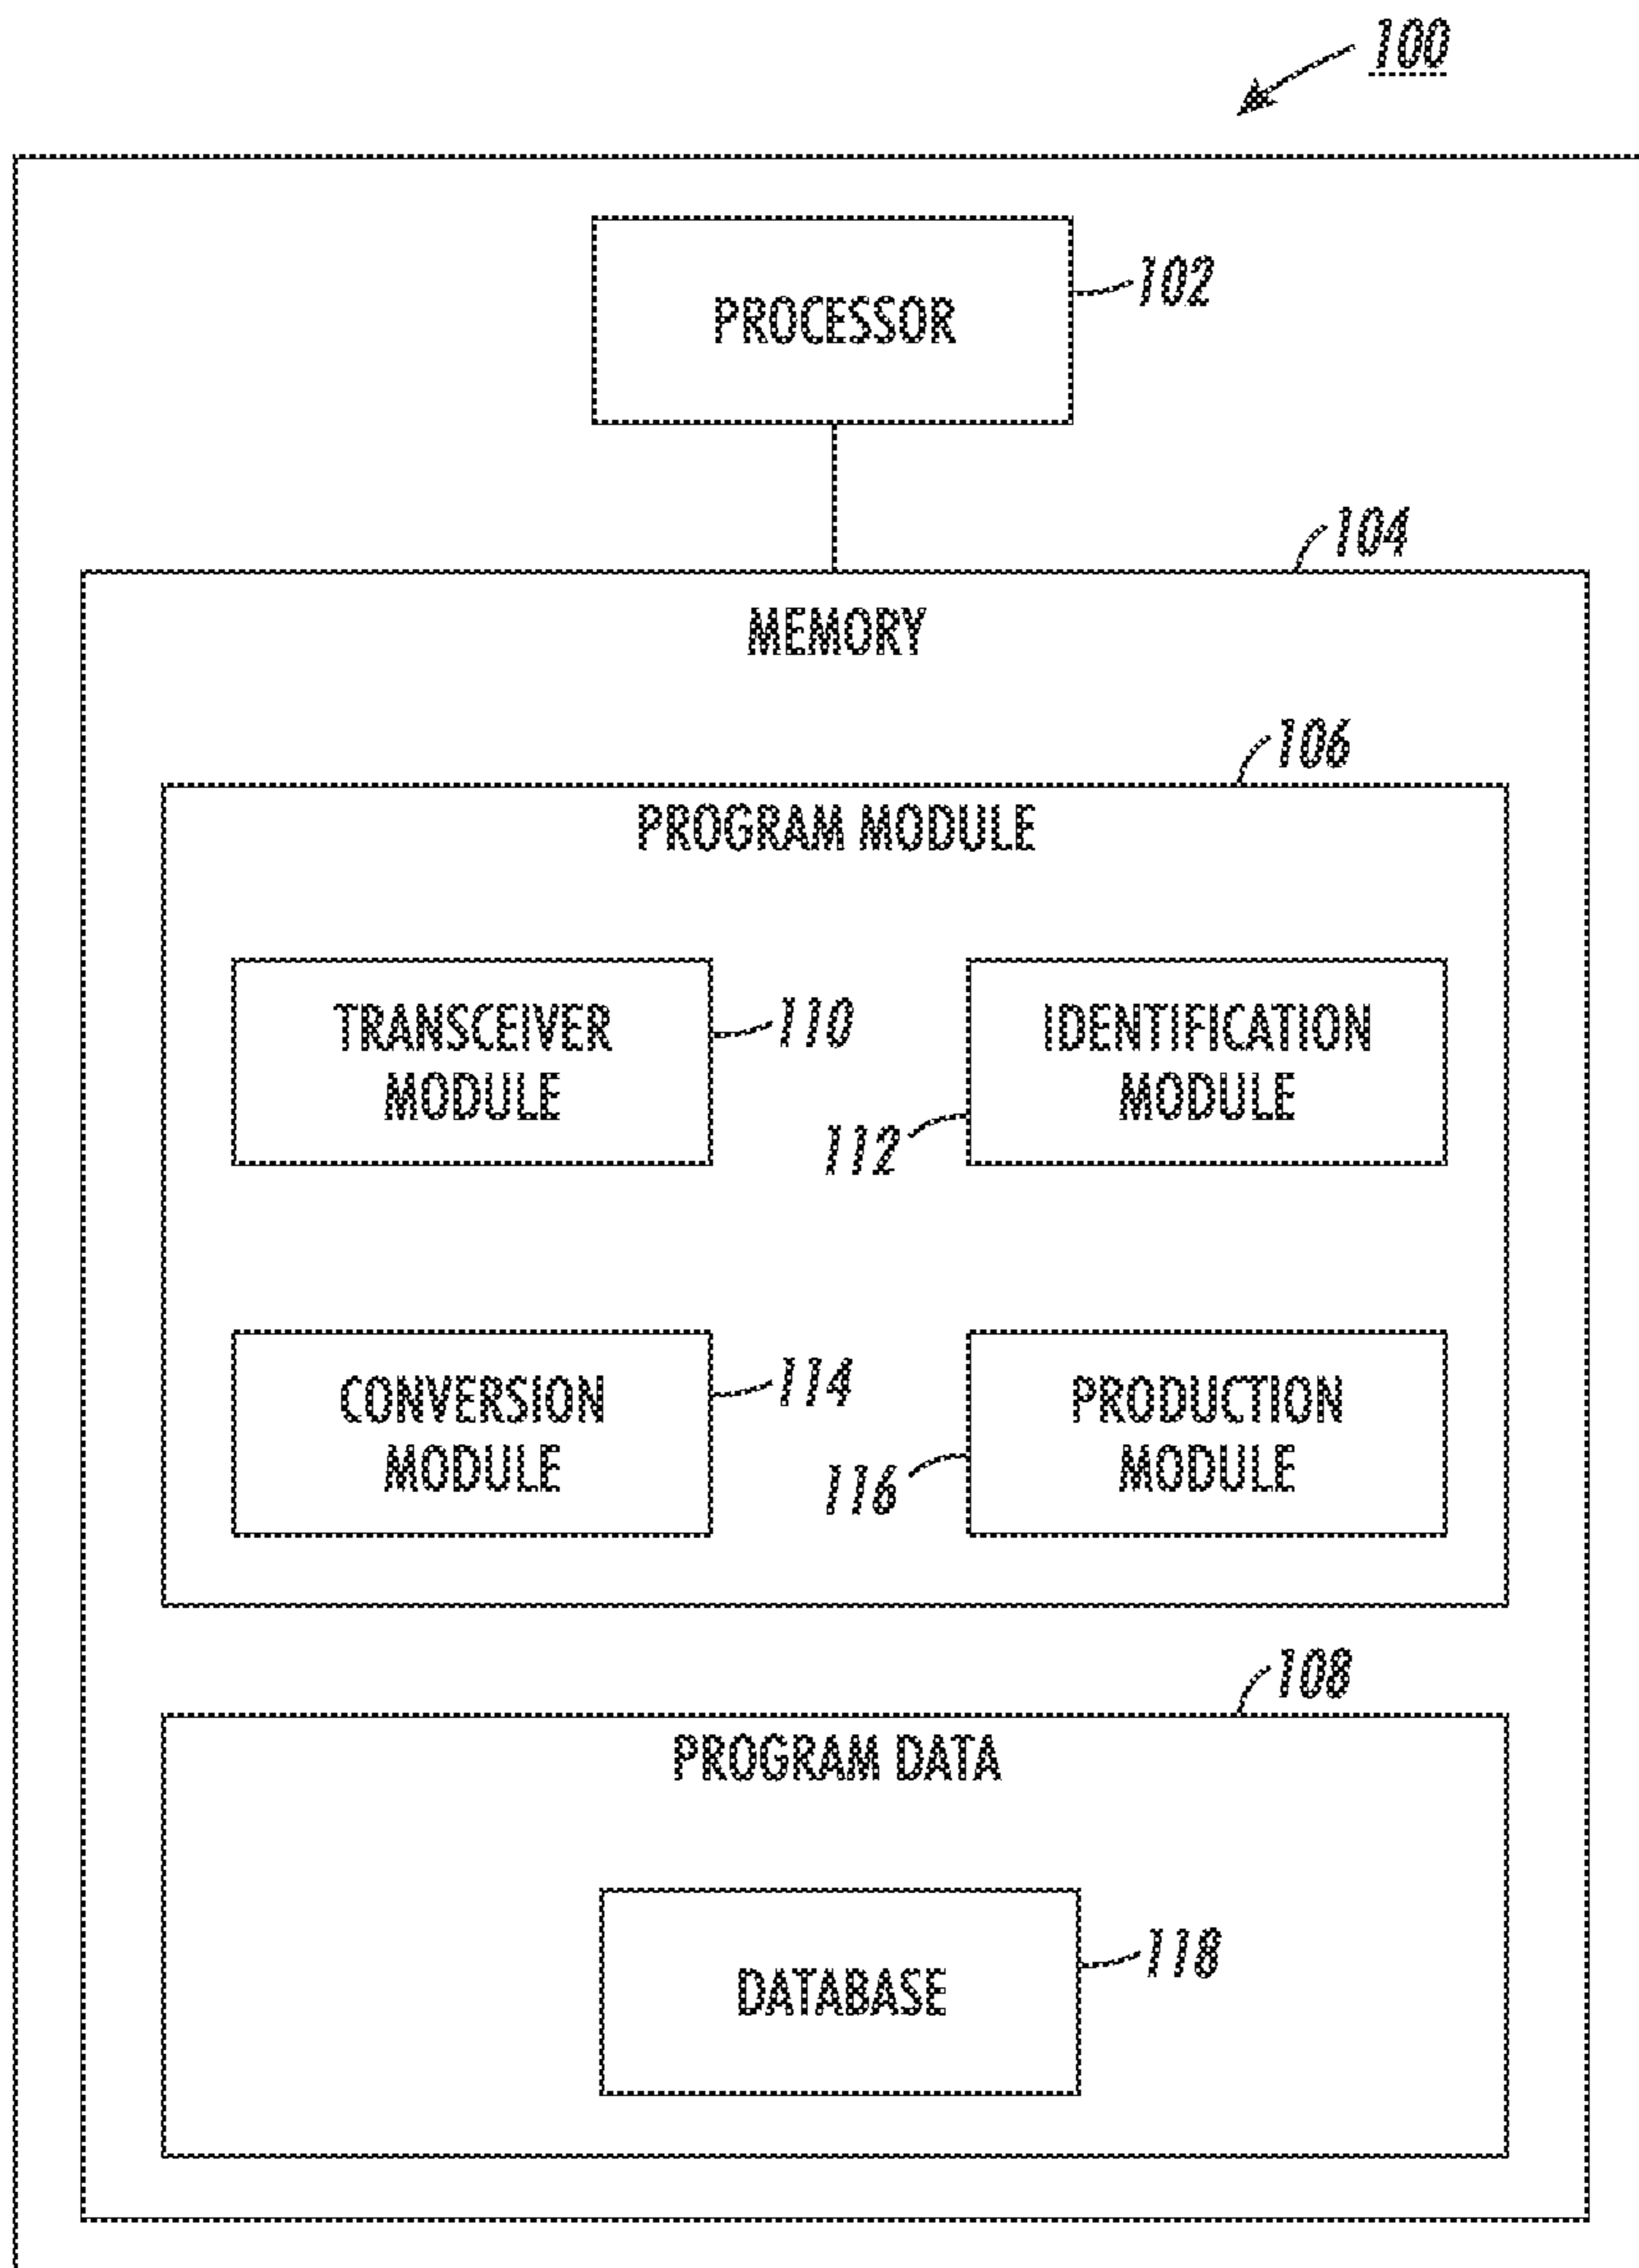 100
PROCESSOR
102
104
MEMORY
106
PROGRAM MODULE
TRANSCEIVER
MODULE
110
IDENTIFICATION
MODULE
112
CONVERSION
MODULE
114
PRODUCTION
MODULE
116
108
PROGRAM DATA
DATABASE
118